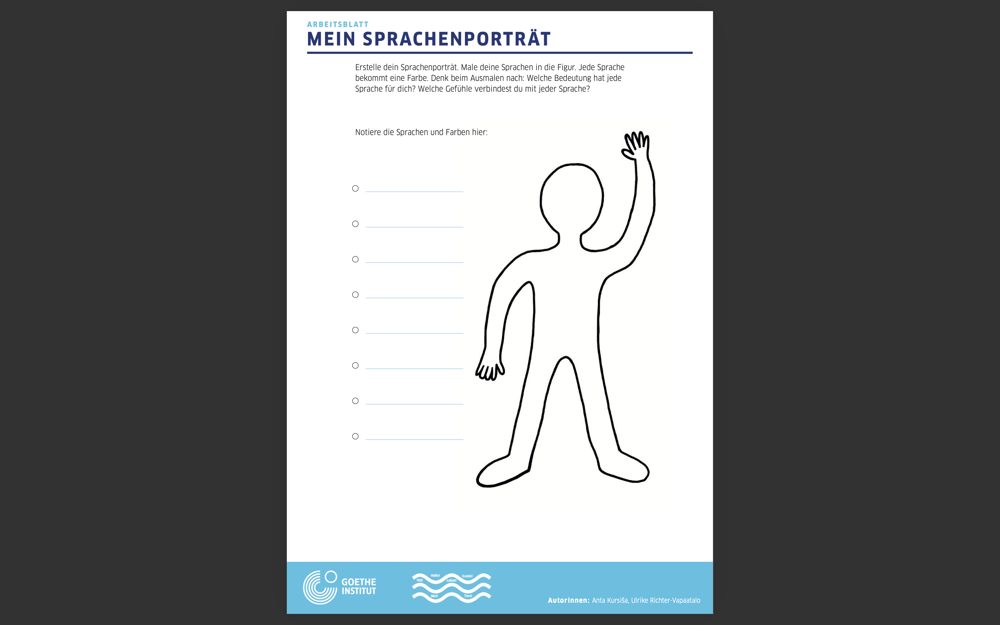 ARBEITSBLATT
MEIN SPRACHENPORTRÄT
Erstelle dein Sprachenporträt. Male deine Sprachen in die Figur. Jede Sprache
bekommt eine Farbe. Denk beim Ausmalen nach: Welche Bedeutung hat jede
Sprache für dich? Welche Gefühle verbindest du mit jeder Sprache?
Notiere die Sprachen und Farben hier:
GOETHE
INSTITUT
Hallo! Sveiki!
Hej! Labas!
Moi! Tere!
Autorinnen: Anta Kursiša, Ulrike Richter-Vapaatalo